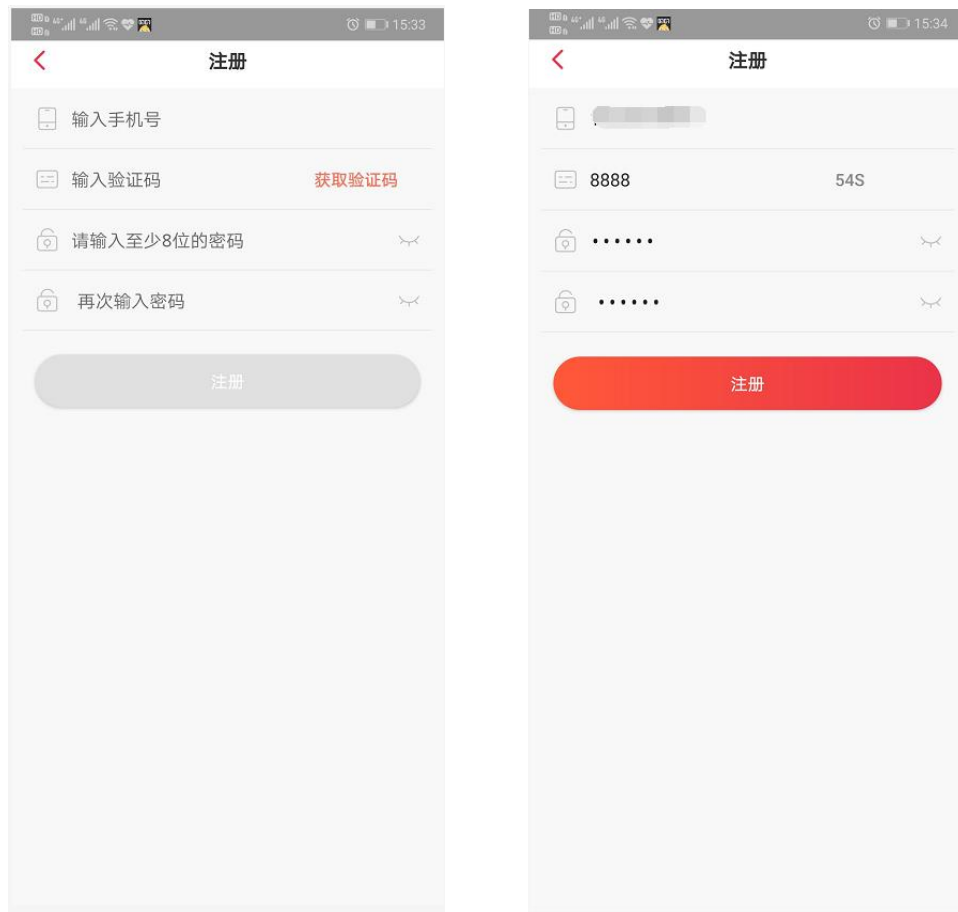 15:33
注册
输入手机号
输入验证码 获取验证码
请输入至少8位的密码
再次输入密码
注册
15:34
注册
8888 54S
••••••
••••••
注册